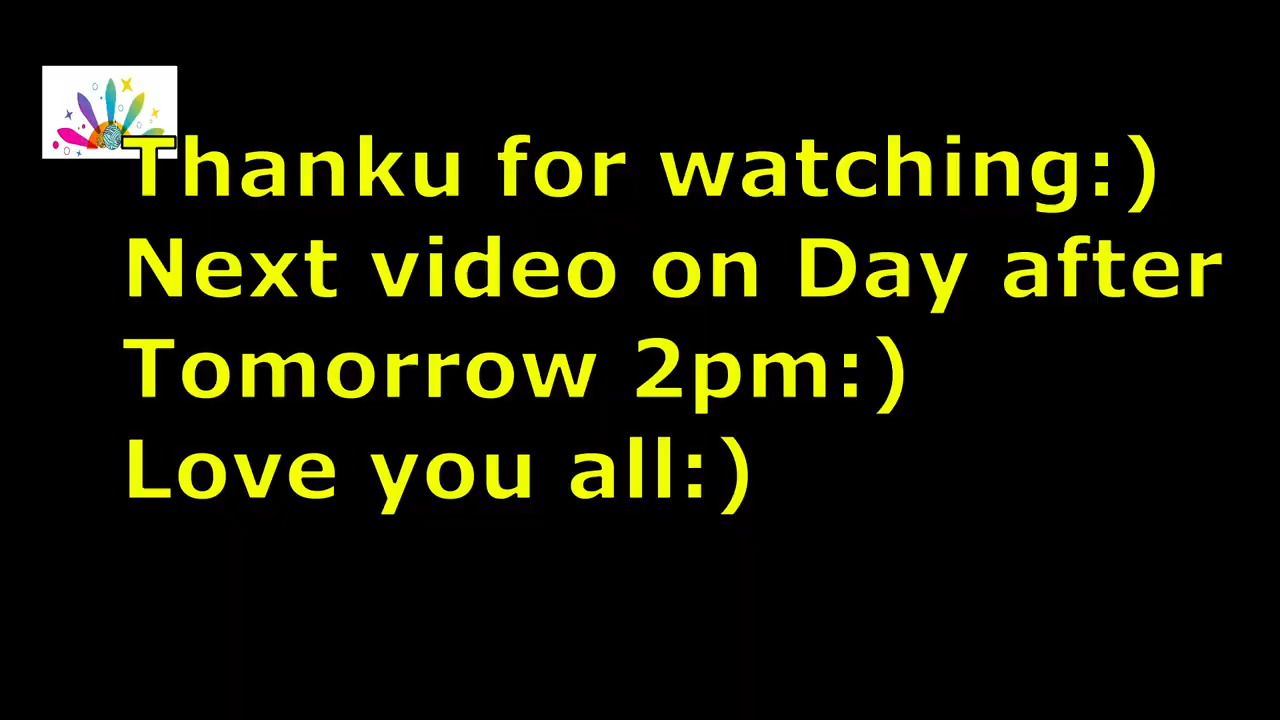 Thanku for watching:)
Next video on Day after
Tomorrow 2pm:)
Love you all:)